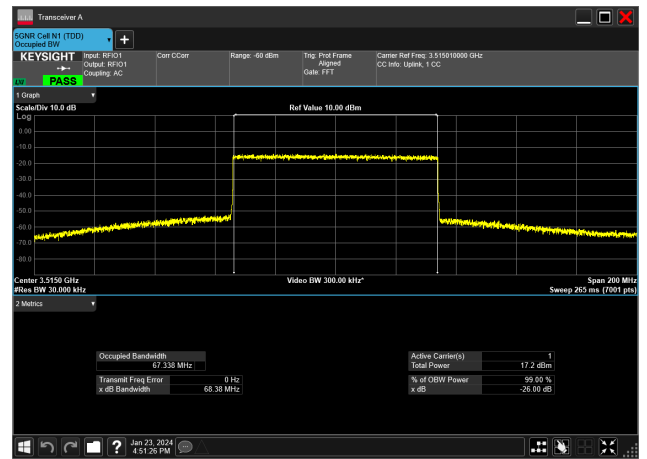 Transceiver A
5GNR Cell N1 (TDD)
Occupied BW
KEYSIGHT
Input: RFIO1
Output: RFIO1
Coupling: AC
Corr CCorr
Range: -60 dBm
Trig: Prot Frame
Aligned
Gate: FFT
Carrier Ref Freq: 3.515010000 GHz
CC Info: Uplink, 1 CC
PASS
1 Graph
Scale/Div 10.0 dB
Ref Value 10.00 dBm
Log
0.00
-10.0
-20.0
-30.0
-40.0
-50.0
-60.0
-70.0
-80.0
Center 3.5150 GHz
Video BW 300.00 kHz*
Span 200 MHz
#Res BW 30.000 kHz
Sweep 265 ms (7001 pts)
2 Metrics
Occupied Bandwidth
67.338 MHz
Active Carrier(s) 1
Total Power 17.2 dBm
Transmit Freq Error 0 Hz
x dB Bandwidth 68.38 MHz
% of OBW Power 99.00 %
x dB -26.00 dB
Jan 23, 2024
4:51:26 PM